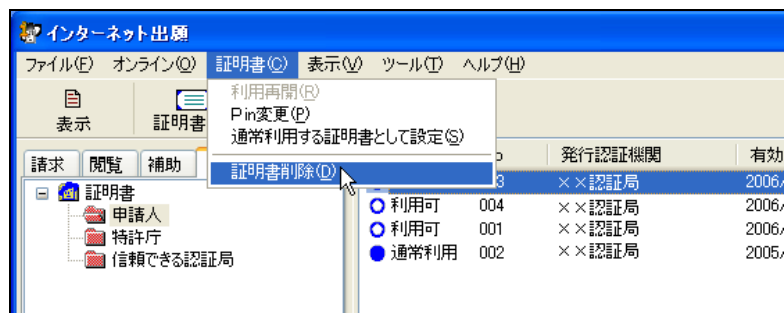 インターネット出願
ファイル(F) オンライン(O) 証明書(C) 表示(V) ツール(T) ヘルプ(H)
利用再開(R)
Pin変更(P)
通常利用する証明書として設定(S)
証明書削除(D)
表示 証明書
請求 閲覧 補助
発行認証機関 有効
証明書
申請人
特許庁
信頼できる認証局
3 ××認証局 2006/
利用可 004 ××認証局 2006/
利用可 001 ××認証局 2006/
通常利用 002 ××認証局 2005/